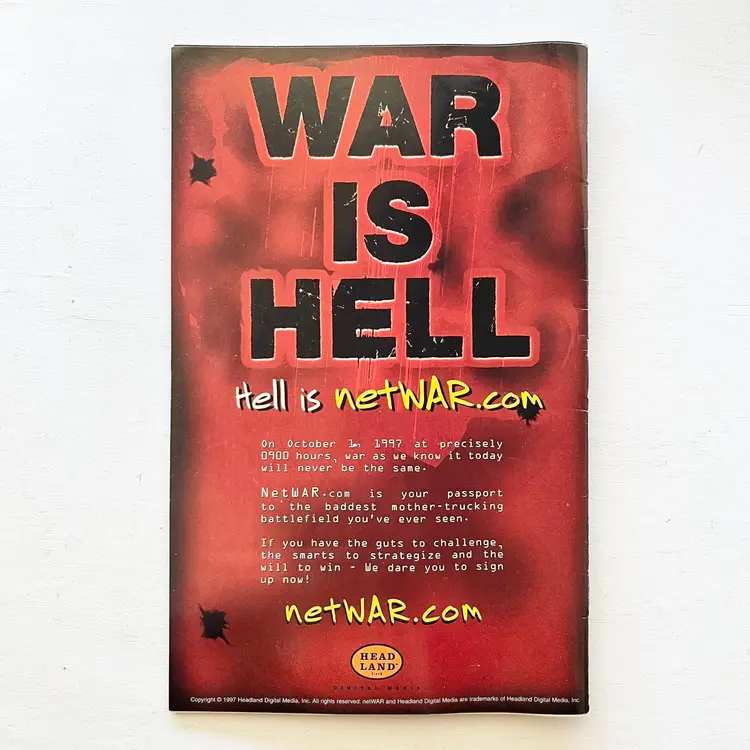 WAR
IS
HELL
Hell is netWAR.com
On October 1, 1997 at precisely
0900 hours, war as we know it today
will never be the same.
NetWAR.com is your passport
to the baddest mother-trucking
battlefield you've ever seen.
If you have the guts to challenge,
the smarts to strategize and the
will to win - We dare you to sign
up now!
netWAR.com
HEAD
LAND
DIGITAL MEDIA
Copyright © 1997 Headland Digital Media, Inc. All rights reserved. netWAR and Headland Digital Media are trademarks of Headland Digital Media, Inc.